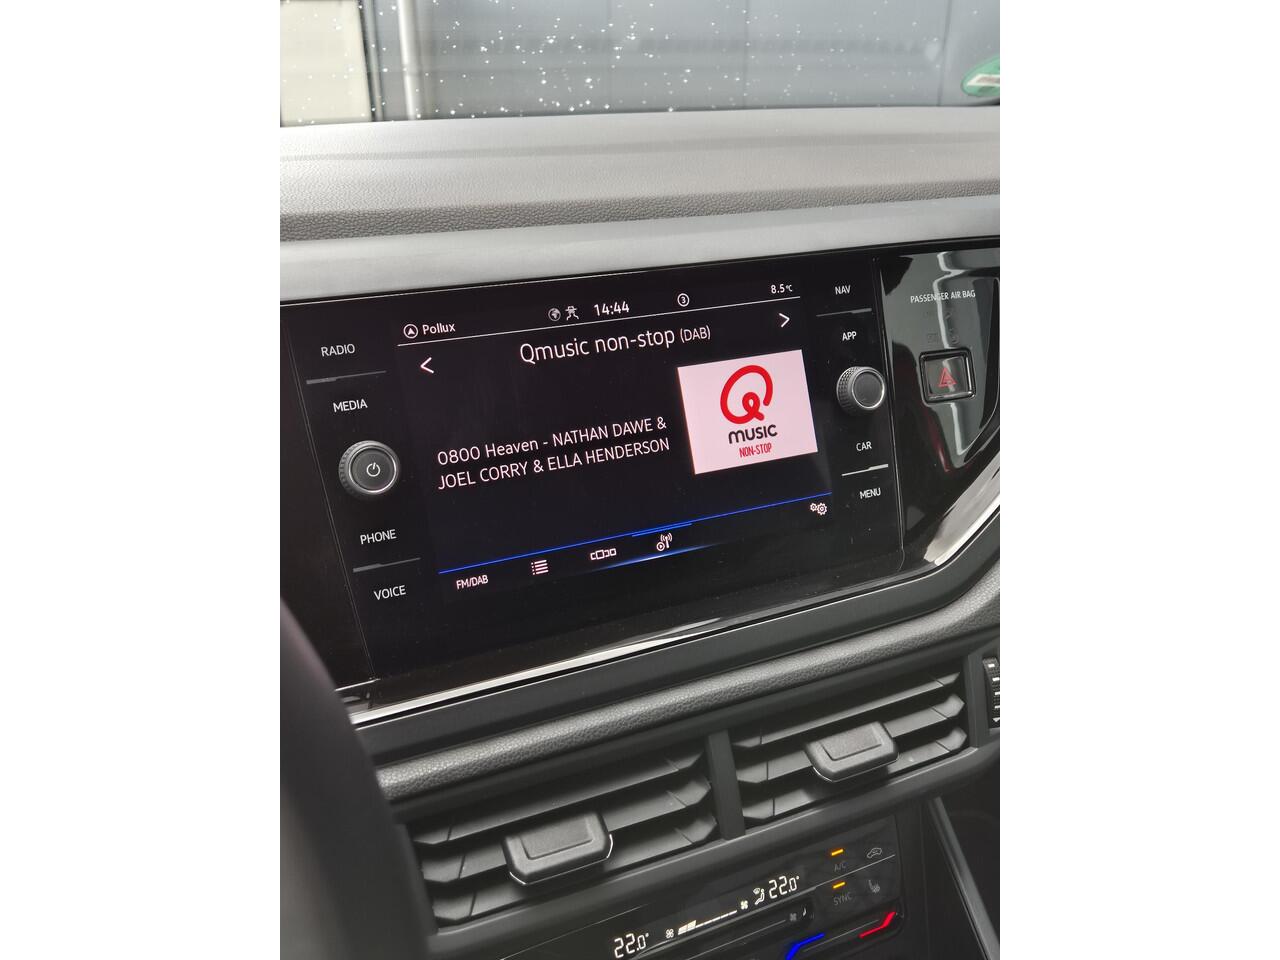 Pollux
14:44
3
8.5°C
Qmusic non-stop (DAB)
< >
0800 Heaven - NATHAN DAWE &
JOEL CORRY & ELLA HENDERSON
Q
MUSIC
NON-STOP
FM/DAB
RADIO
MEDIA
PHONE
VOICE
NAV
APP
CAR
MENU
PASSENGER AIR BAG
22.0°
22.0°
A/C
SYNC